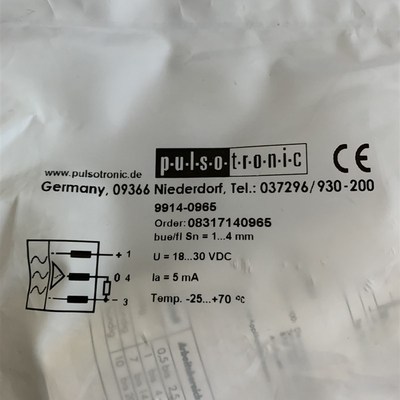 www.pulsotronic.de p·u·l·s·o·t·r·o·n·i·c CE
Germany, 09366 Niederdorf, Tel.: 037296/930-200
9914-0965
Order: 08317140965
bue/fl Sn = 1...4 mm
+ 1 U = 18...30 VDC
0 4 Ia = 5 mA
+ - 3 Temp. -25...+70 °C